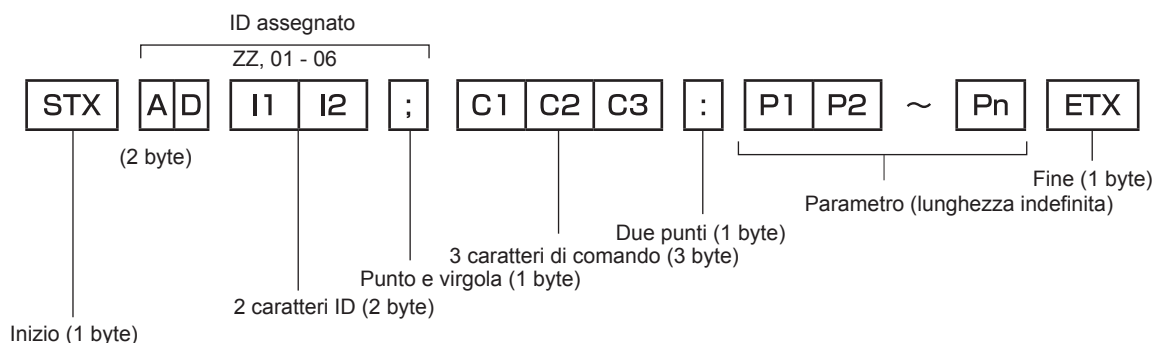 ID assegnato
ZZ, 01 - 06
STX A D I1 I2 ; C1 C2 C3 : P1 P2 ～ Pn ETX
(2 byte)
Fine (1 byte)
Parametro (lunghezza indefinita)
Due punti (1 byte)
3 caratteri di comando (3 byte)
Punto e virgola (1 byte)
2 caratteri ID (2 byte)
Inizio (1 byte)